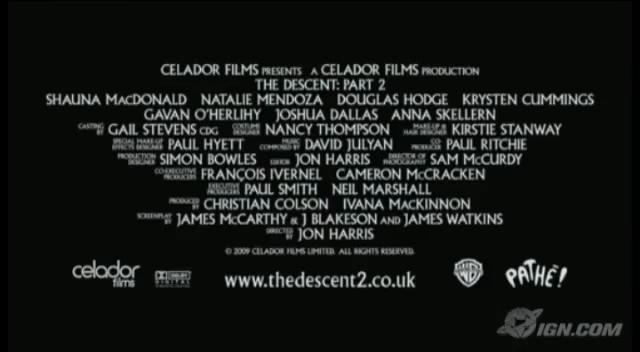 CELADOR FILMS PRESENTS A CELADOR FILMS PRODUCTION
THE DESCENT: PART 2
SHAUNA MACDONALD NATALIE MENDOZA DOUGLAS HODGE KRYSTEN CUMMINGS
GAVAN O'HERLIHY JOSHUA DALLAS ANNA SKELLERN
CASTING BY GAIL STEVENS CDG COSTUME DESIGNER NANCY THOMPSON MAKE-UP & HAIR DESIGNER KIRSTIE STANWAY
SPECIAL MAKE-UP EFFECTS DESIGNER PAUL HYETT MUSIC COMPOSED BY DAVID JULYAN CO-PRODUCER PAUL RITCHIE
PRODUCTION DESIGNER SIMON BOWLES EDITOR JON HARRIS DIRECTOR OF PHOTOGRAPHY SAM McCURDY
CO-EXECUTIVE PRODUCERS FRANÇOIS IVERNEL CAMERON McCRACKEN
EXECUTIVE PRODUCERS PAUL SMITH NEIL MARSHALL
PRODUCED BY CHRISTIAN COLSON IVANA MACKINNON
SCREENPLAY BY JAMES McCARTHY & J BLAKESON AND JAMES WATKINS
DIRECTED BY JON HARRIS
© 2009 CELADOR FILMS LIMITED. ALL RIGHTS RESERVED.
celador films DOLBY DIGITAL www.thedescent2.co.uk WB PATHÉ!
IGN.COM